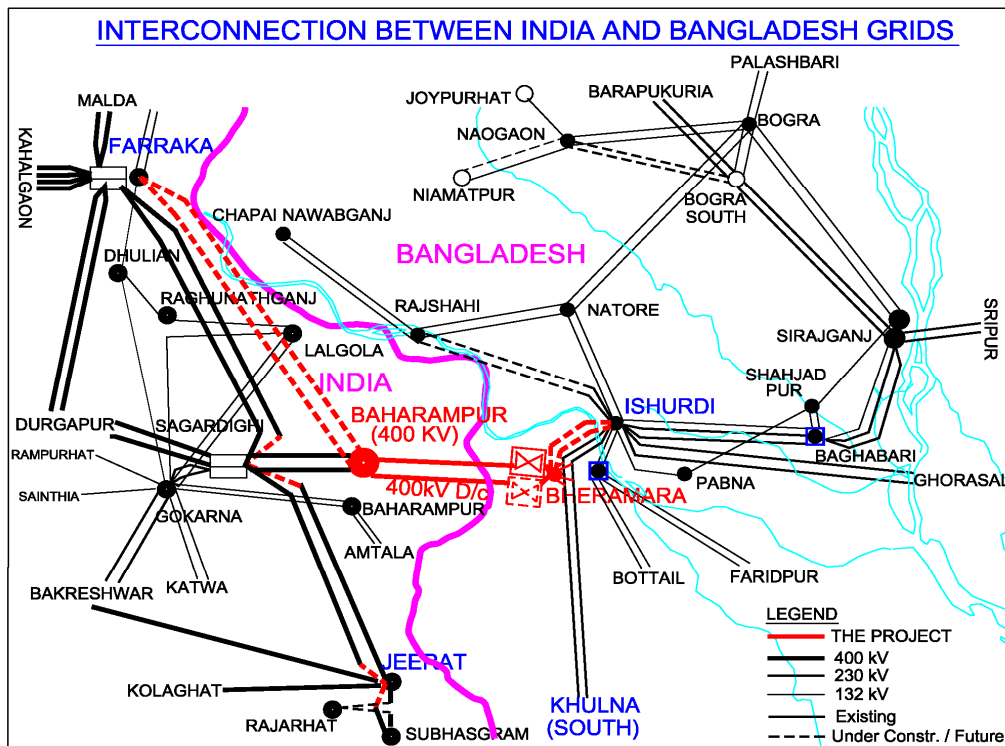 INTERCONNECTION BETWEEN INDIA AND BANGLADESH GRIDS
PALASHBARI
MALDA
JOYPURHAT
BARAPUKURIA
BOGRA
KAHALGAON
FARRAKA
NAOGAON
NIAMATPUR
BOGRA
SOUTH
CHAPAI NAWABGANJ
BANGLADESH
DHULIAN
RAGHUNATHGANJ
RAJSHAHI
NATORE
SIRAJGANJ
SRIPUR
LALGOLA
INDIA
SHAHJAD
PUR
DURGAPUR
SAGARDIGHI
BAHARAMPUR
(400 KV)
ISHURDI
RAMPURHAT
BAGHABARI
SAINTHIA
400kV D/c
BHERAMARA
PABNA
GHORASAL
GOKARNA
BAHARAMPUR
AMTALA
BAKRESHWAR
KATWA
BOTTAIL
FARIDPUR
LEGEND
THE PROJECT
400 kV
230 kV
132 kV
Existing
Under Constr. / Future
JEERAT
KOLAGHAT
RAJARHAT
SUBHASGRAM
KHULNA
(SOUTH)